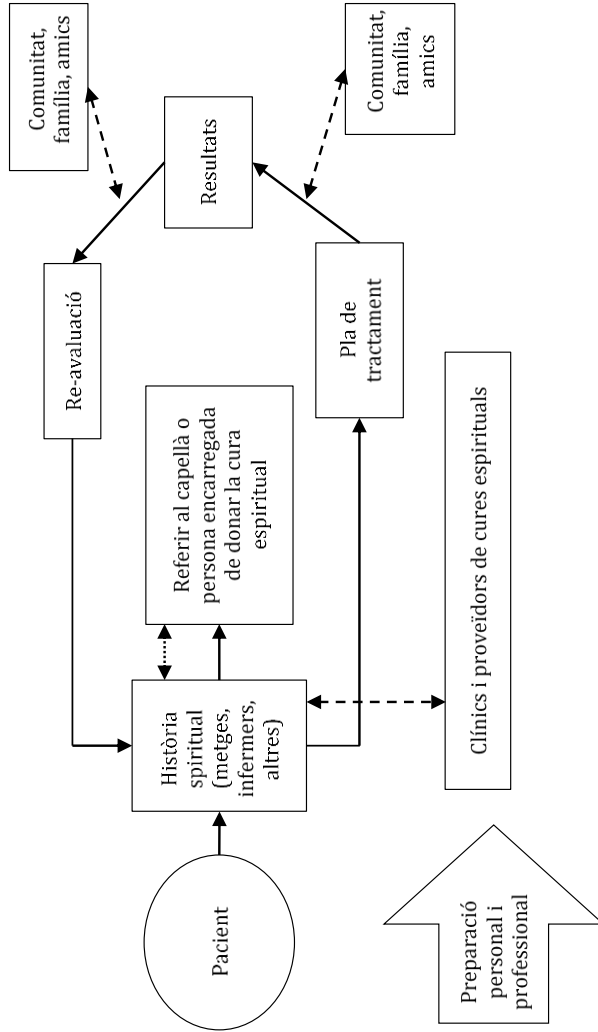 Pacient
Història
spiritual
(metges,
infermers,
altres)
Referir al capellà o
persona encarregada
de donar la cura
espiritual
Re-avaluació
Resultats
Pla de
tractament
Comunitat,
família, amics
Comunitat,
família,
amics
Preparació
personal i
professional
Clínics i proveïdors de cures espirituals